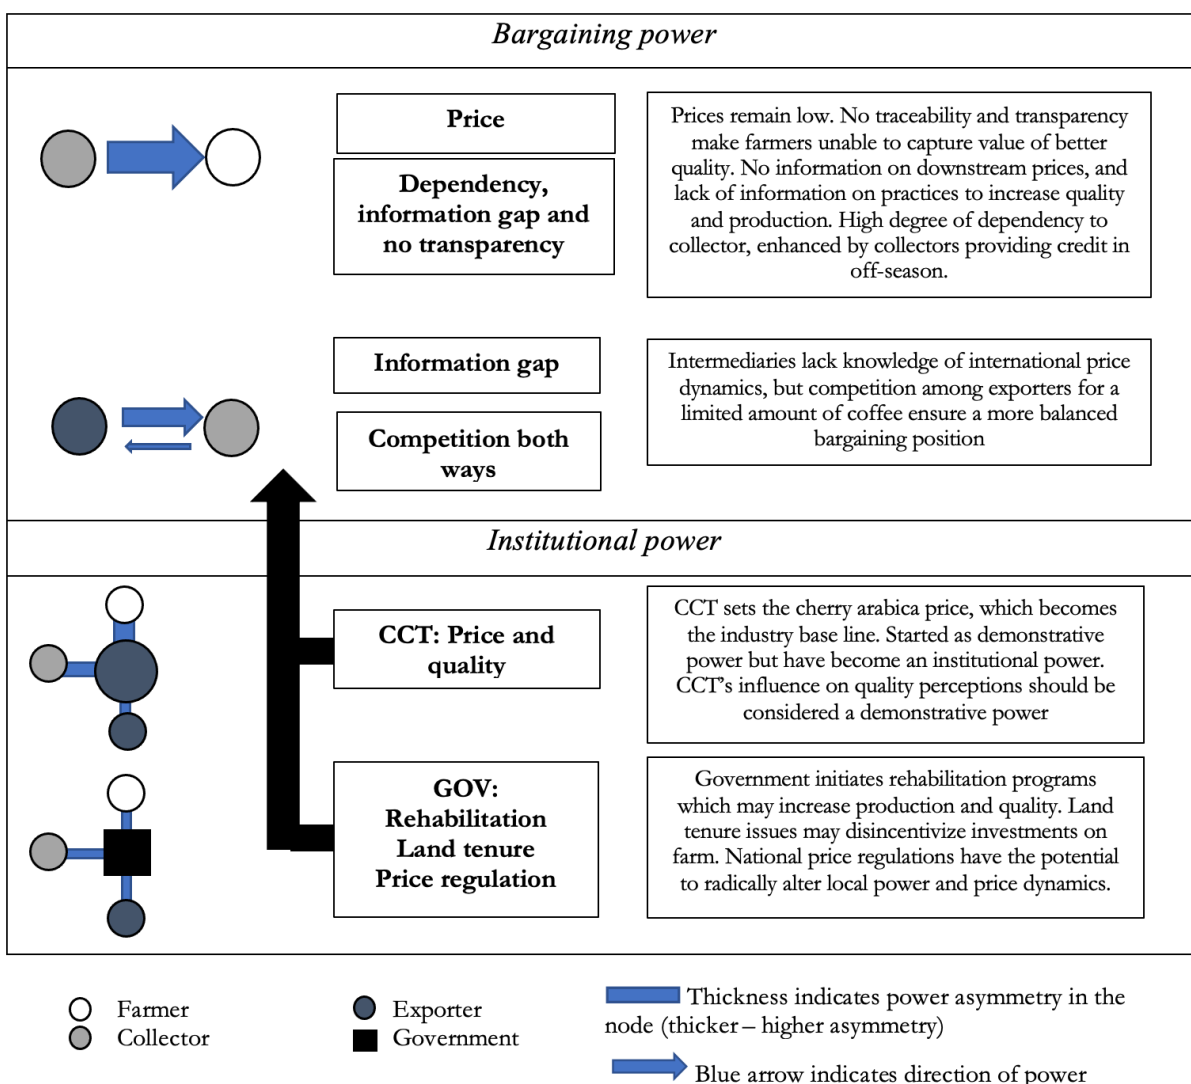 Bargaining power
Price
Dependency,
information gap and
no transparency
Prices remain low. No traceability and transparency
make farmers unable to capture value of better
quality. No information on downstream prices, and
lack of information on practices to increase quality
and production. High degree of dependency to
collector, enhanced by collectors providing credit in
off-season.
Information gap
Competition both
ways
Intermediaries lack knowledge of international price
dynamics, but competition among exporters for a
limited amount of coffee ensure a more balanced
bargaining position
Institutional power
CCT: Price and
quality
CCT sets the cherry arabica price, which becomes
the industry base line. Started as demonstrative
power but have become an institutional power.
CCT’s influence on quality perceptions should be
considered a demonstrative power
GOV:
Rehabilitation
Land tenure
Price regulation
Government initiates rehabilitation programs
which may increase production and quality. Land
tenure issues may disincentivize investments on
farm. National price regulations have the potential
to radically alter local power and price dynamics.
Farmer
Collector
Exporter
Government
Thickness indicates power asymmetry in the
node (thicker – higher asymmetry)
Blue arrow indicates direction of power